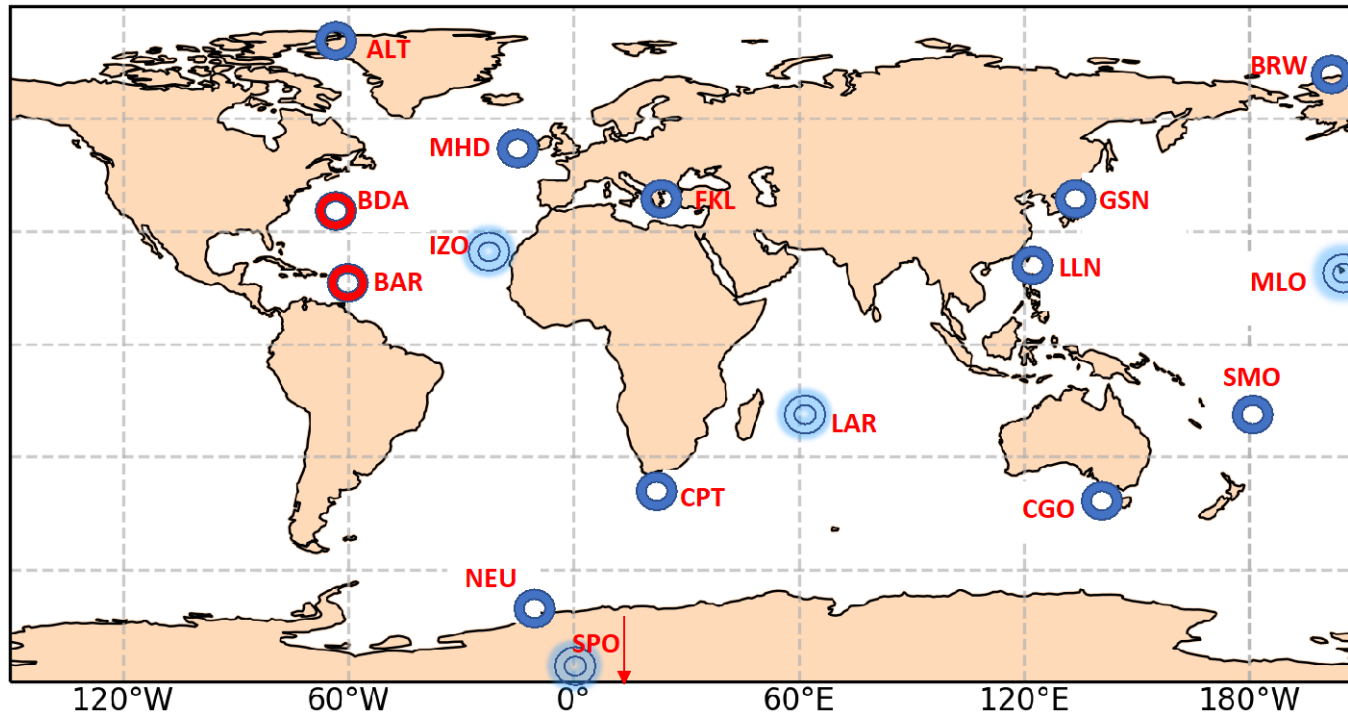 ALT
BRW
MHD
BDA
FKL
GSN
IZO
LLN
BAR
MLO
SMO
LAR
CPT
CGO
NEU
SPO
120°W 60°W 0° 60°E 120°E 180°W